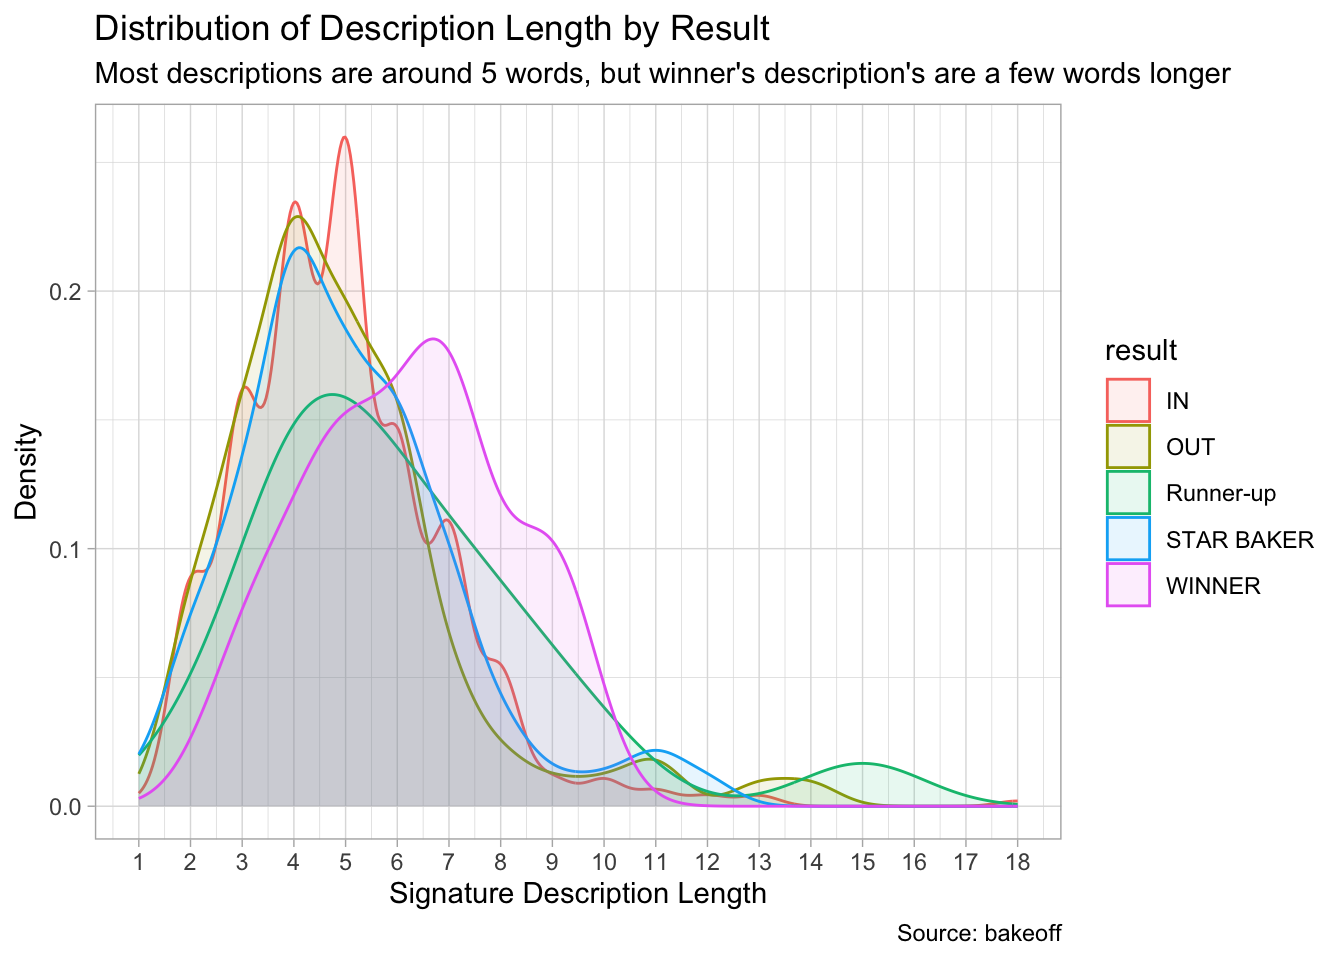 Distribution of Description Length by Result
Most descriptions are around 5 words, but winner's description's are a few words longer
Density
0.2
0.1
0.0
1 2 3 4 5 6 7 8 9 10 11 12 13 14 15 16 17 18
Signature Description Length
result
IN
OUT
Runner-up
STAR BAKER
WINNER
Source: bakeoff